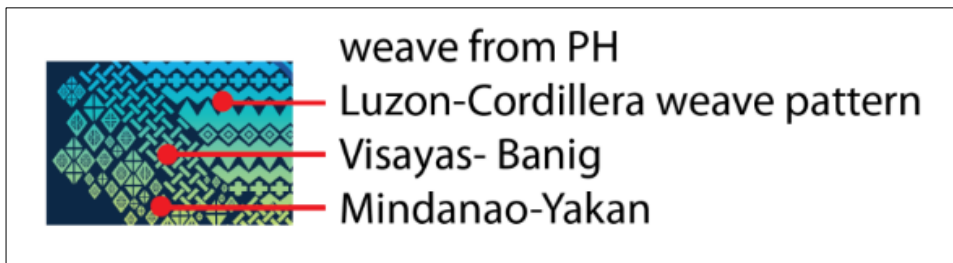 weave from PH
Luzon-Cordillera weave pattern
Visayas- Banig
Mindanao-Yakan